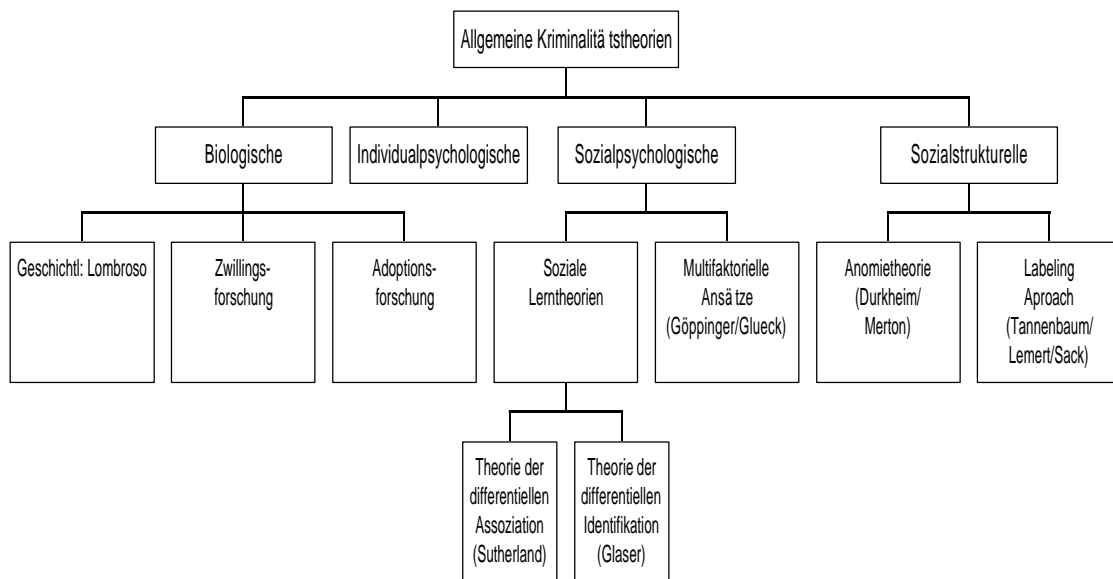 Allgemeine Kriminalitä tstheorien
Biologische
Individualpsychologische
Sozialpsychologische
Sozialstrukturelle
Geschichtl: Lombroso
Zwillings-
forschung
Adoptions-
forschung
Soziale
Lerntheorien
Multifaktorielle
Ansä tze
(Göppinger/Glueck)
Anomietheorie
(Durkheim/
Merton)
Labeling
Aproach
(Tannenbaum/
Lemert/Sack)
Theorie der
differentiellen
Assoziation
(Sutherland)
Theorie der
differentiellen
Identifikation
(Glaser)